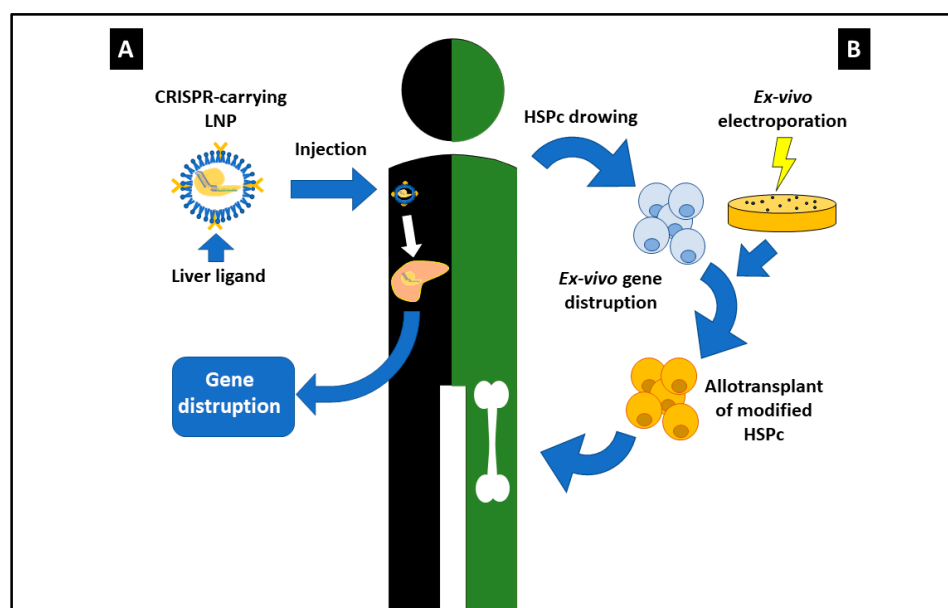 A
CRISPR-carrying
LNP
Injection
Liver ligand
Gene
distruption
B
HSPc drowing
Ex-vivo
electroporation
Ex-vivo gene
distruption
Allotransplant
of modified
HSPc